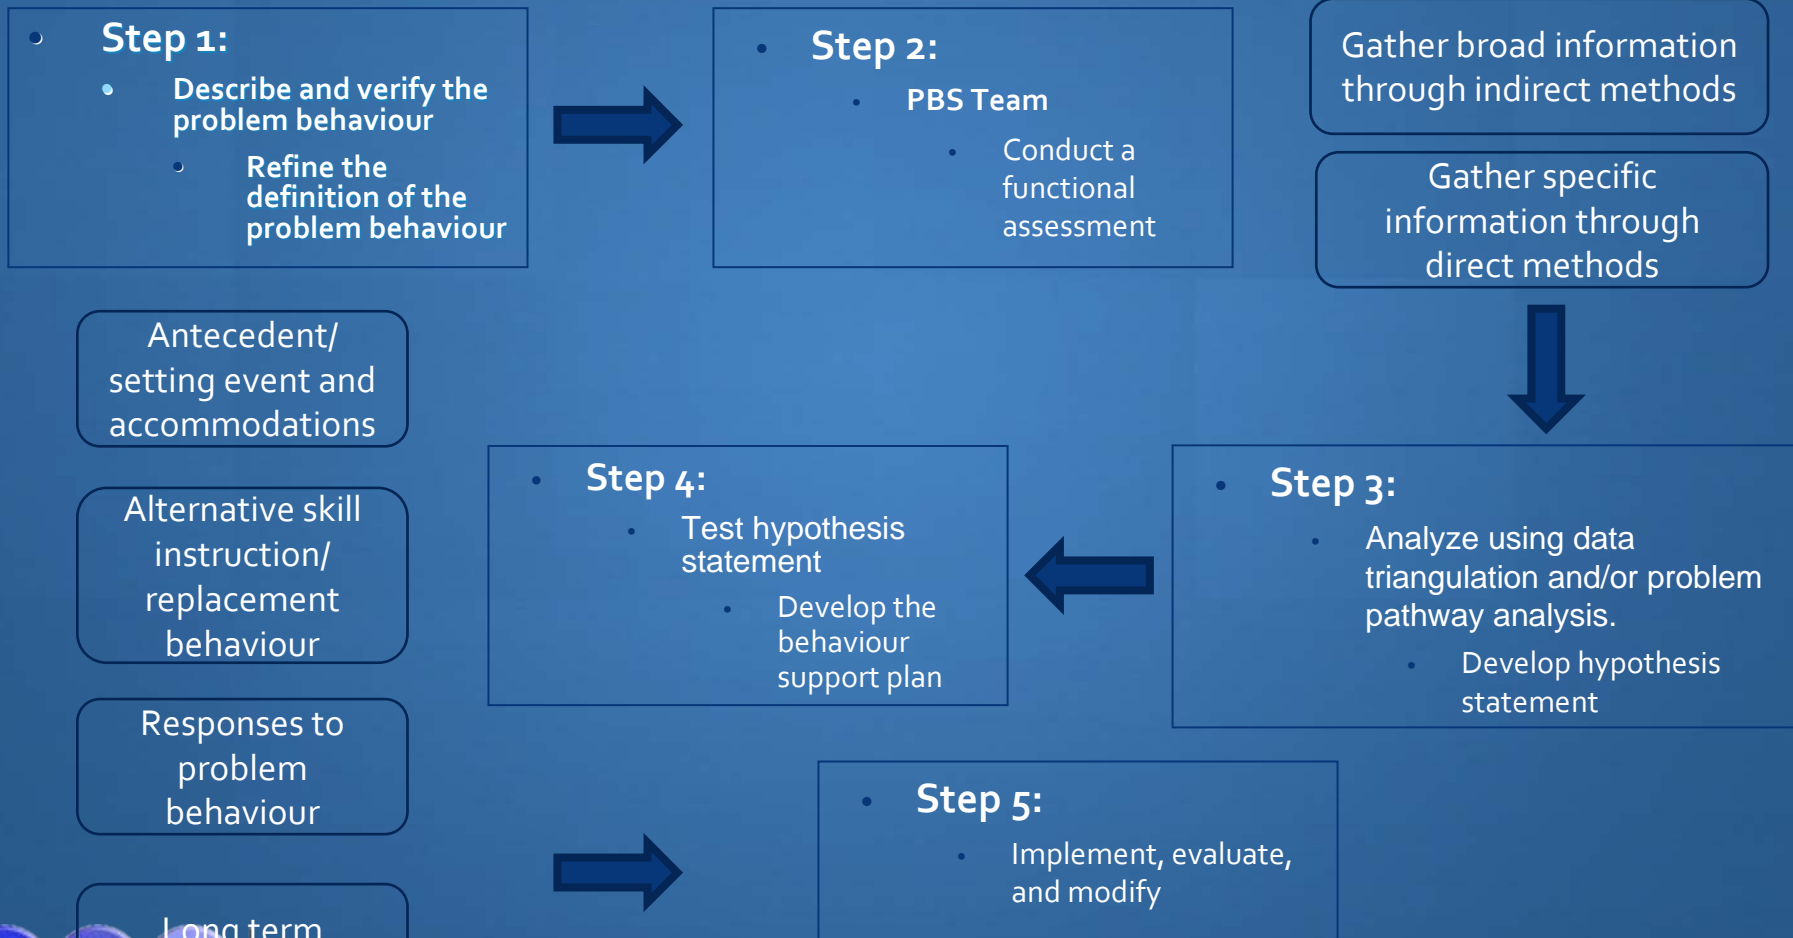 Step 1:
Describe and verify the
problem behaviour
Refine the
definition of the
problem behaviour
Step 2:
PBS Team
Conduct a
functional
assessment
Gather broad information
through indirect methods
Gather specific
information through
direct methods
Step 3:
Analyze using data
triangulation and/or problem
pathway analysis.
Develop hypothesis
statement
Step 4:
Test hypothesis
statement
Develop the
behaviour
support plan
Antecedent/
setting event and
accommodations
Alternative skill
instruction/
replacement
behaviour
Responses to
problem
behaviour
Long term
Step 5:
Implement, evaluate,
and modify